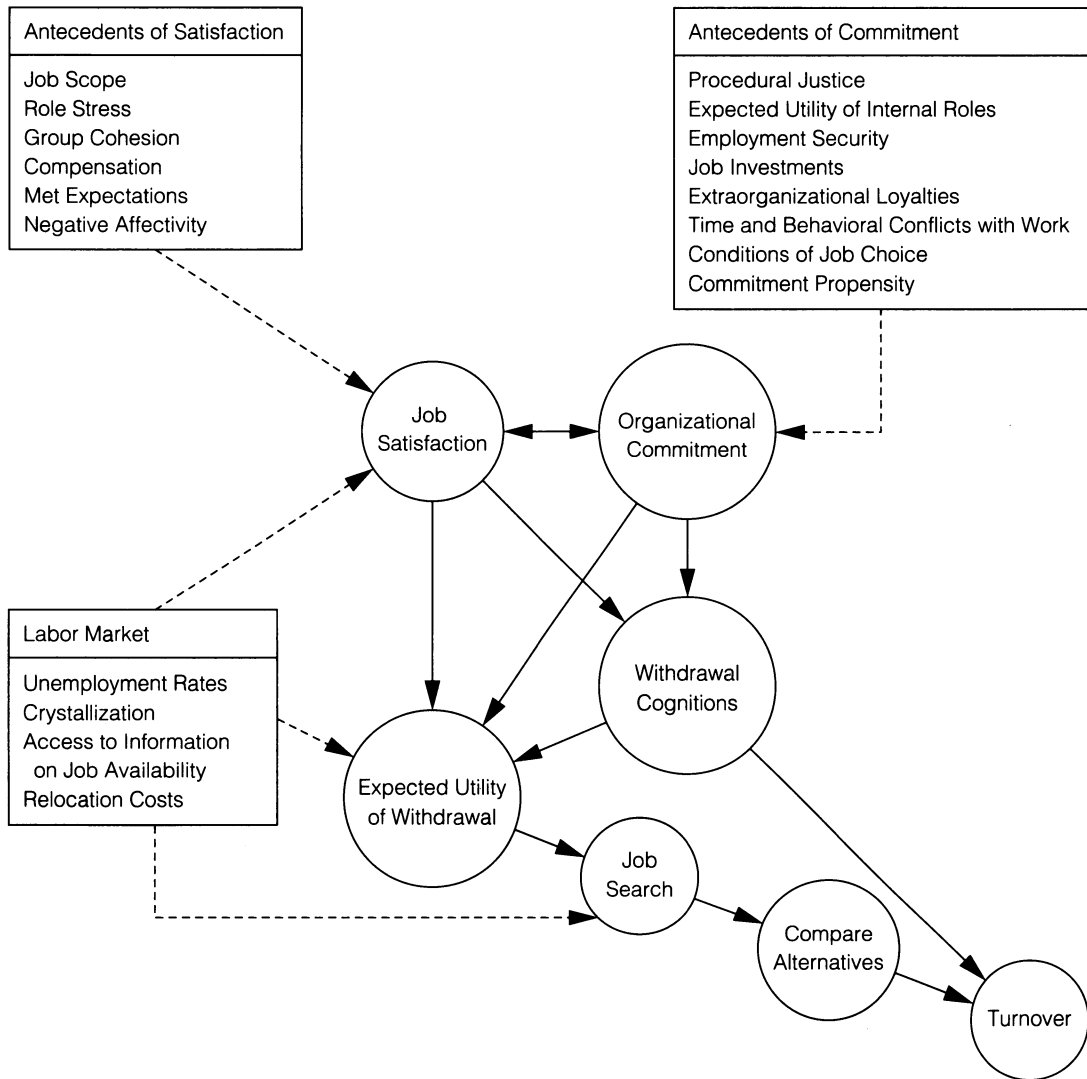 Antecedents of Satisfaction
Job Scope
Role Stress
Group Cohesion
Compensation
Met Expectations
Negative Affectivity
Antecedents of Commitment
Procedural Justice
Expected Utility of Internal Roles
Employment Security
Job Investments
Extraorganizational Loyalties
Time and Behavioral Conflicts with Work
Conditions of Job Choice
Commitment Propensity
Job
Satisfaction
Organizational
Commitment
Labor Market
Unemployment Rates
Crystallization
Access to Information
on Job Availability
Relocation Costs
Withdrawal
Cognitions
Expected Utility
of Withdrawal
Job
Search
Compare
Alternatives
Turnover